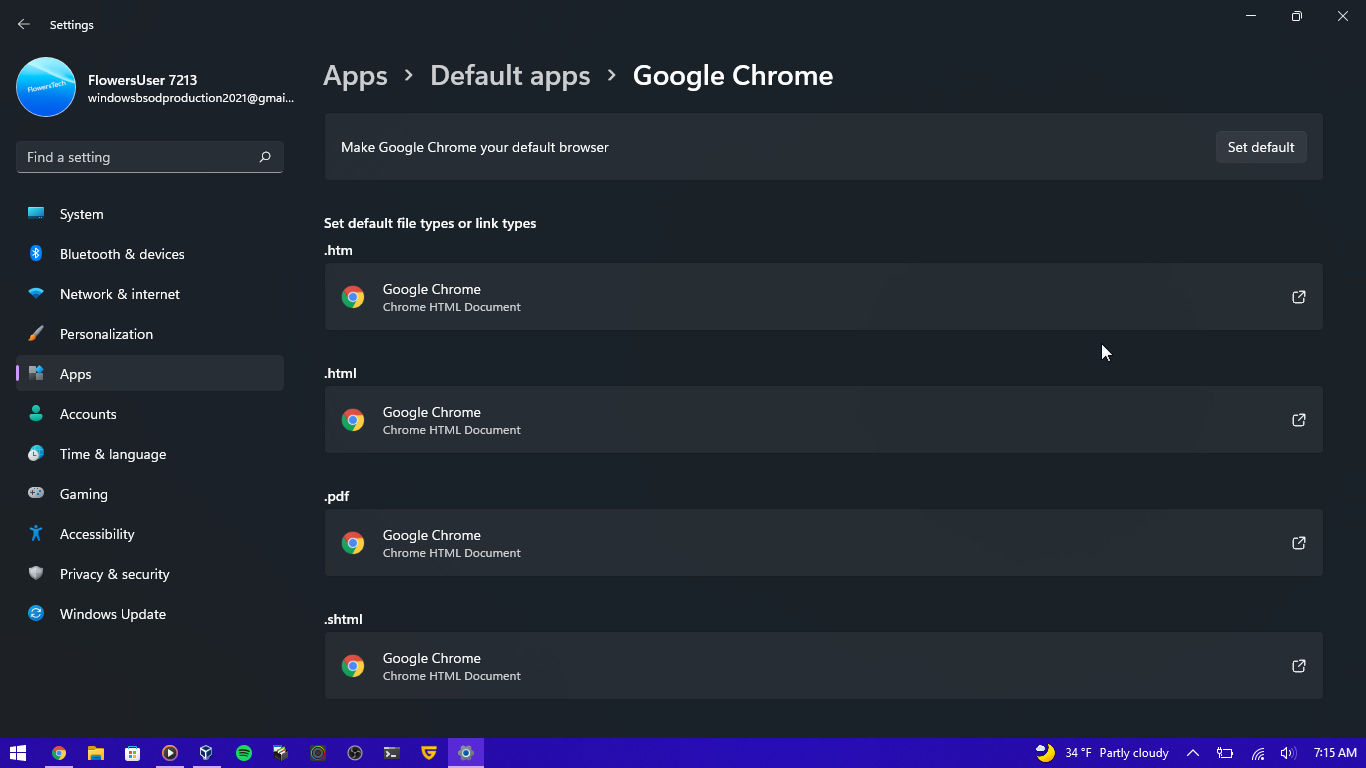 Settings
FlowersTech
FlowersUser 7213
windowsbsodproduction2021@gmai...
Find a setting
System
Bluetooth & devices
Network & internet
Personalization
Apps
Accounts
Time & language
Gaming
Accessibility
Privacy & security
Windows Update
Apps > Default apps > Google Chrome
Make Google Chrome your default browser
Set default
Set default file types or link types
.htm
Google Chrome
Chrome HTML Document
.html
Google Chrome
Chrome HTML Document
.pdf
Google Chrome
Chrome HTML Document
.shtml
Google Chrome
Chrome HTML Document
34 °F Partly cloudy
7:15 AM